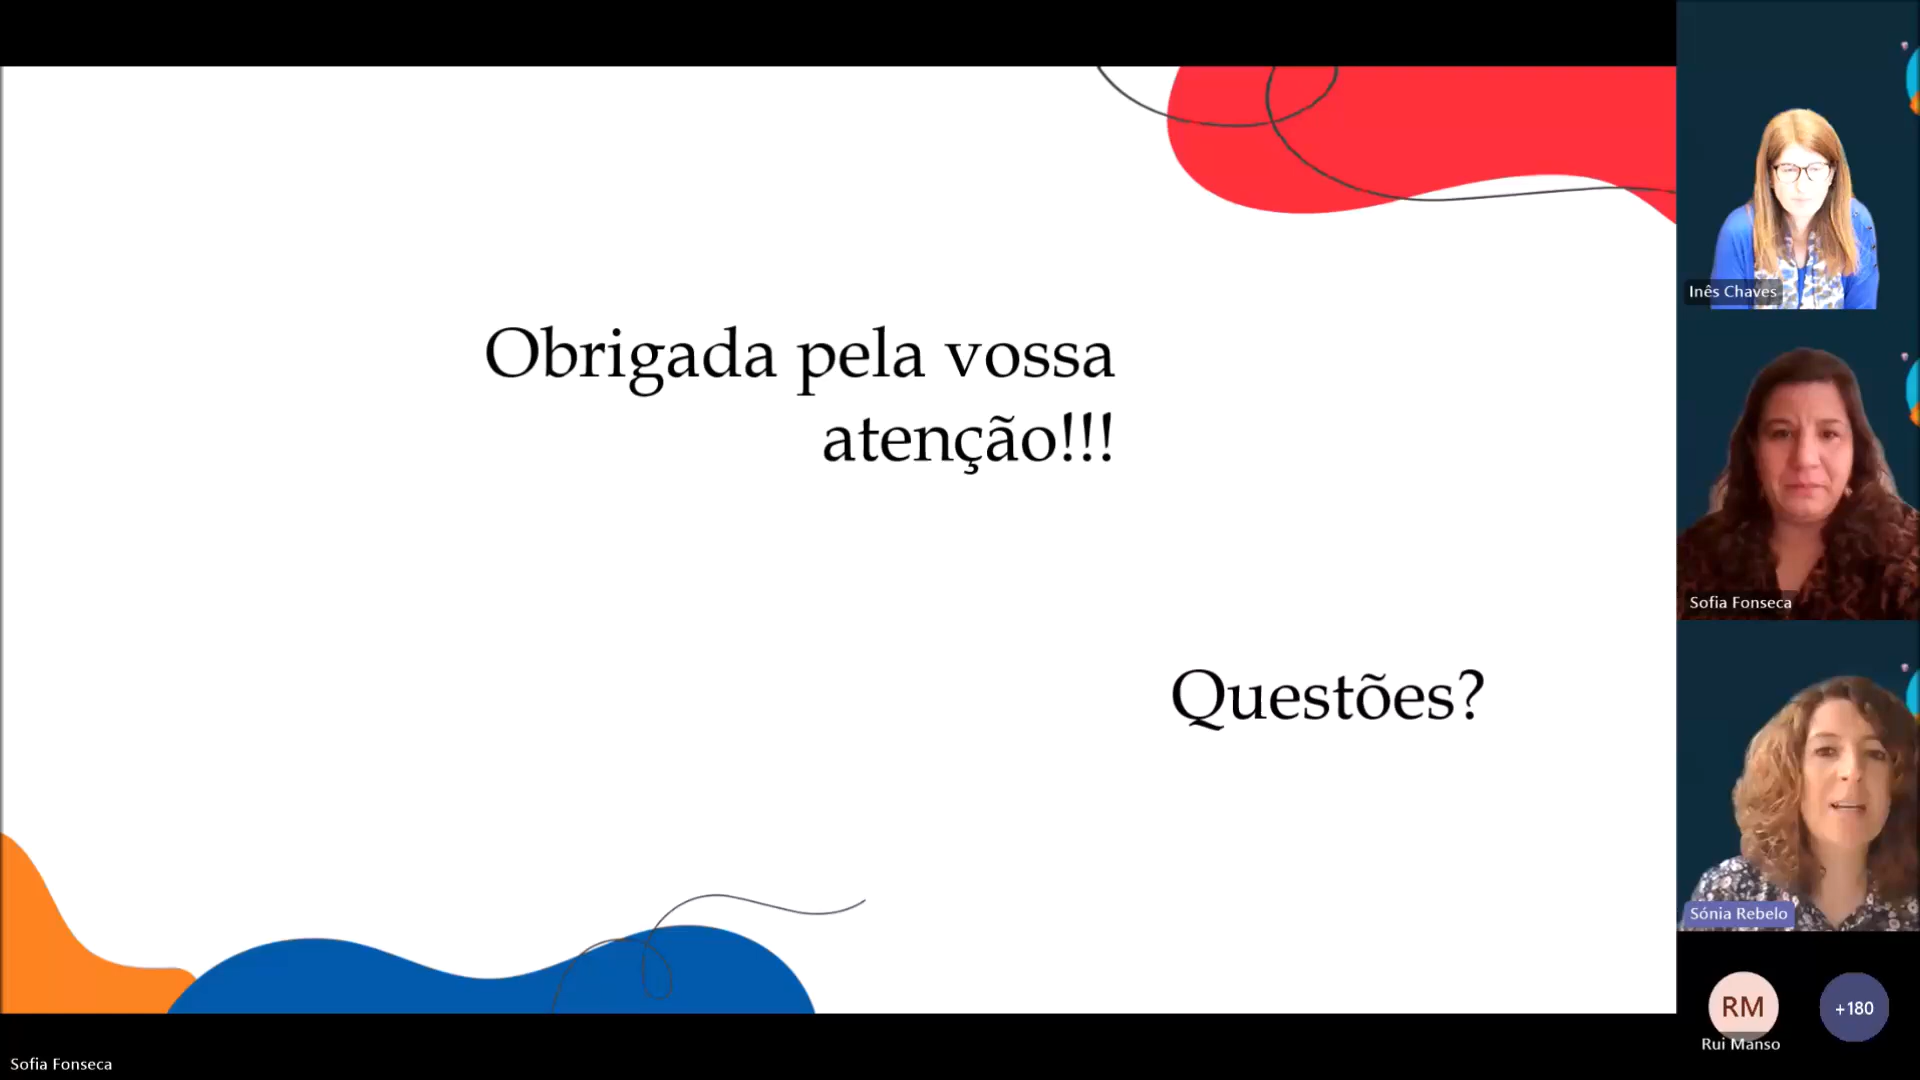 Obrigada pela vossa
atenção!!!
Questões?
Inês Chaves
Sofia Fonseca
Sónia Rebelo
RM
+180
Rui Manso
Sofia Fonseca